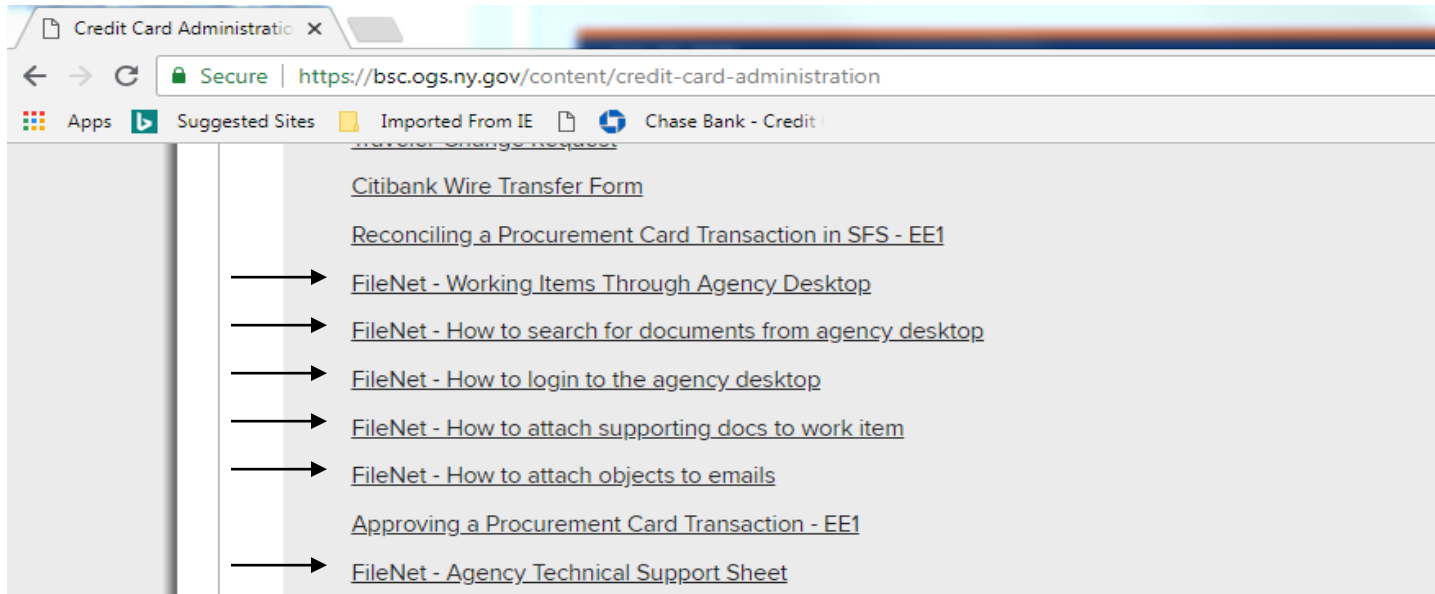 Credit Card Administratio
Secure | https://bsc.ogs.ny.gov/content/credit-card-administration
Apps Suggested Sites Imported From IE Chase Bank - Credit
Traveler Change Request
Citibank Wire Transfer Form
Reconciling a Procurement Card Transaction in SFS - EE1
FileNet - Working Items Through Agency Desktop
FileNet - How to search for documents from agency desktop
FileNet - How to login to the agency desktop
FileNet - How to attach supporting docs to work item
FileNet - How to attach objects to emails
Approving a Procurement Card Transaction - EE1
FileNet - Agency Technical Support Sheet